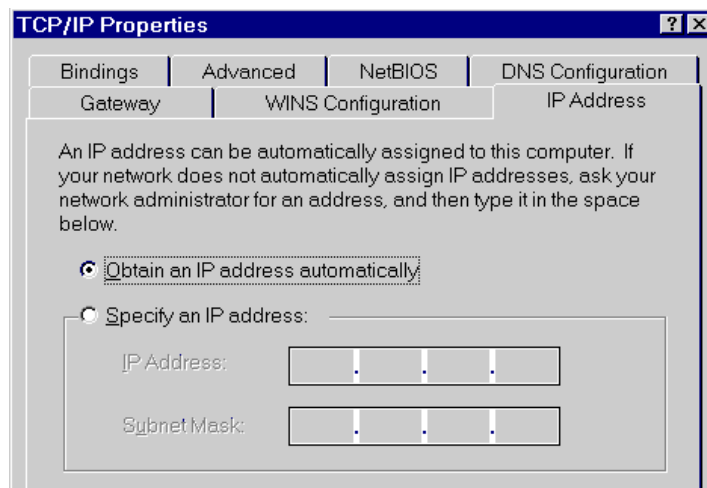 TCP/IP Properties
Bindings Advanced NetBIOS DNS Configuration
Gateway WINS Configuration IP Address
An IP address can be automatically assigned to this computer. If
your network does not automatically assign IP addresses, ask your
network administrator for an address, and then type it in the space
below.
Obtain an IP address automatically
Specify an IP address:
IP Address:
Subnet Mask: